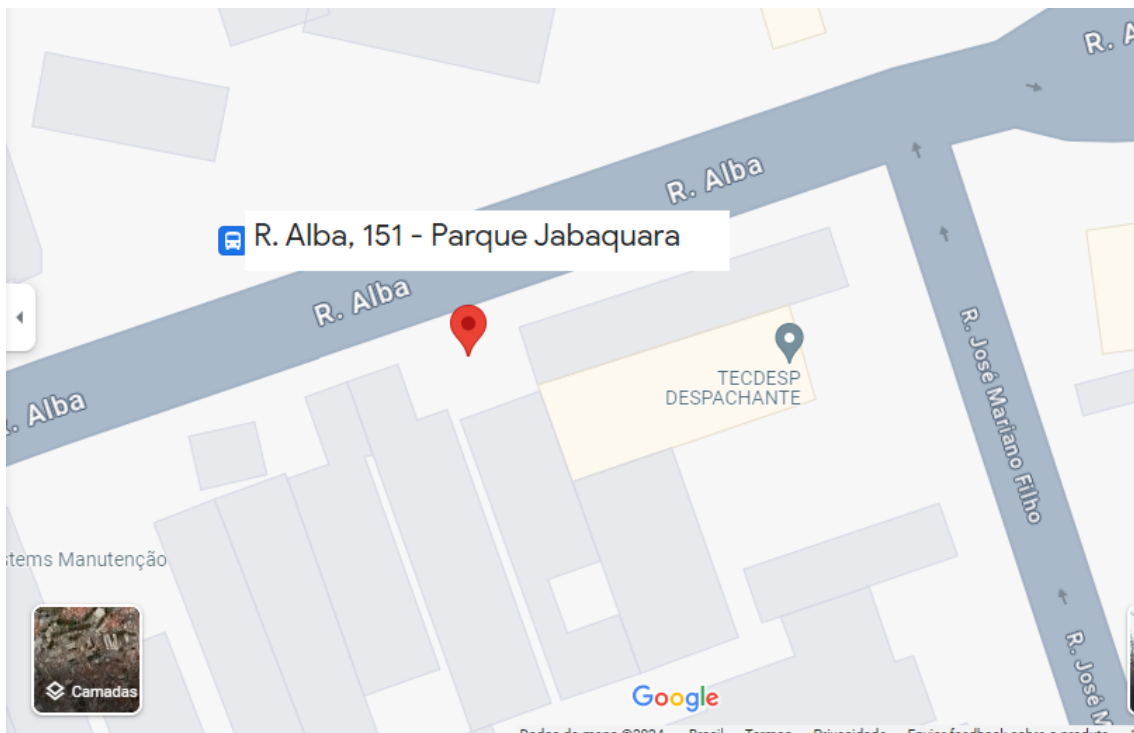 R. A
R. Alba
R. Alba, 151 - Parque Jabaquara
R. Alba
R. José Mariano Filho
TECDESP
DESPACHANTE
. Alba
stems Manutenção
R. José M
Camadas
Google